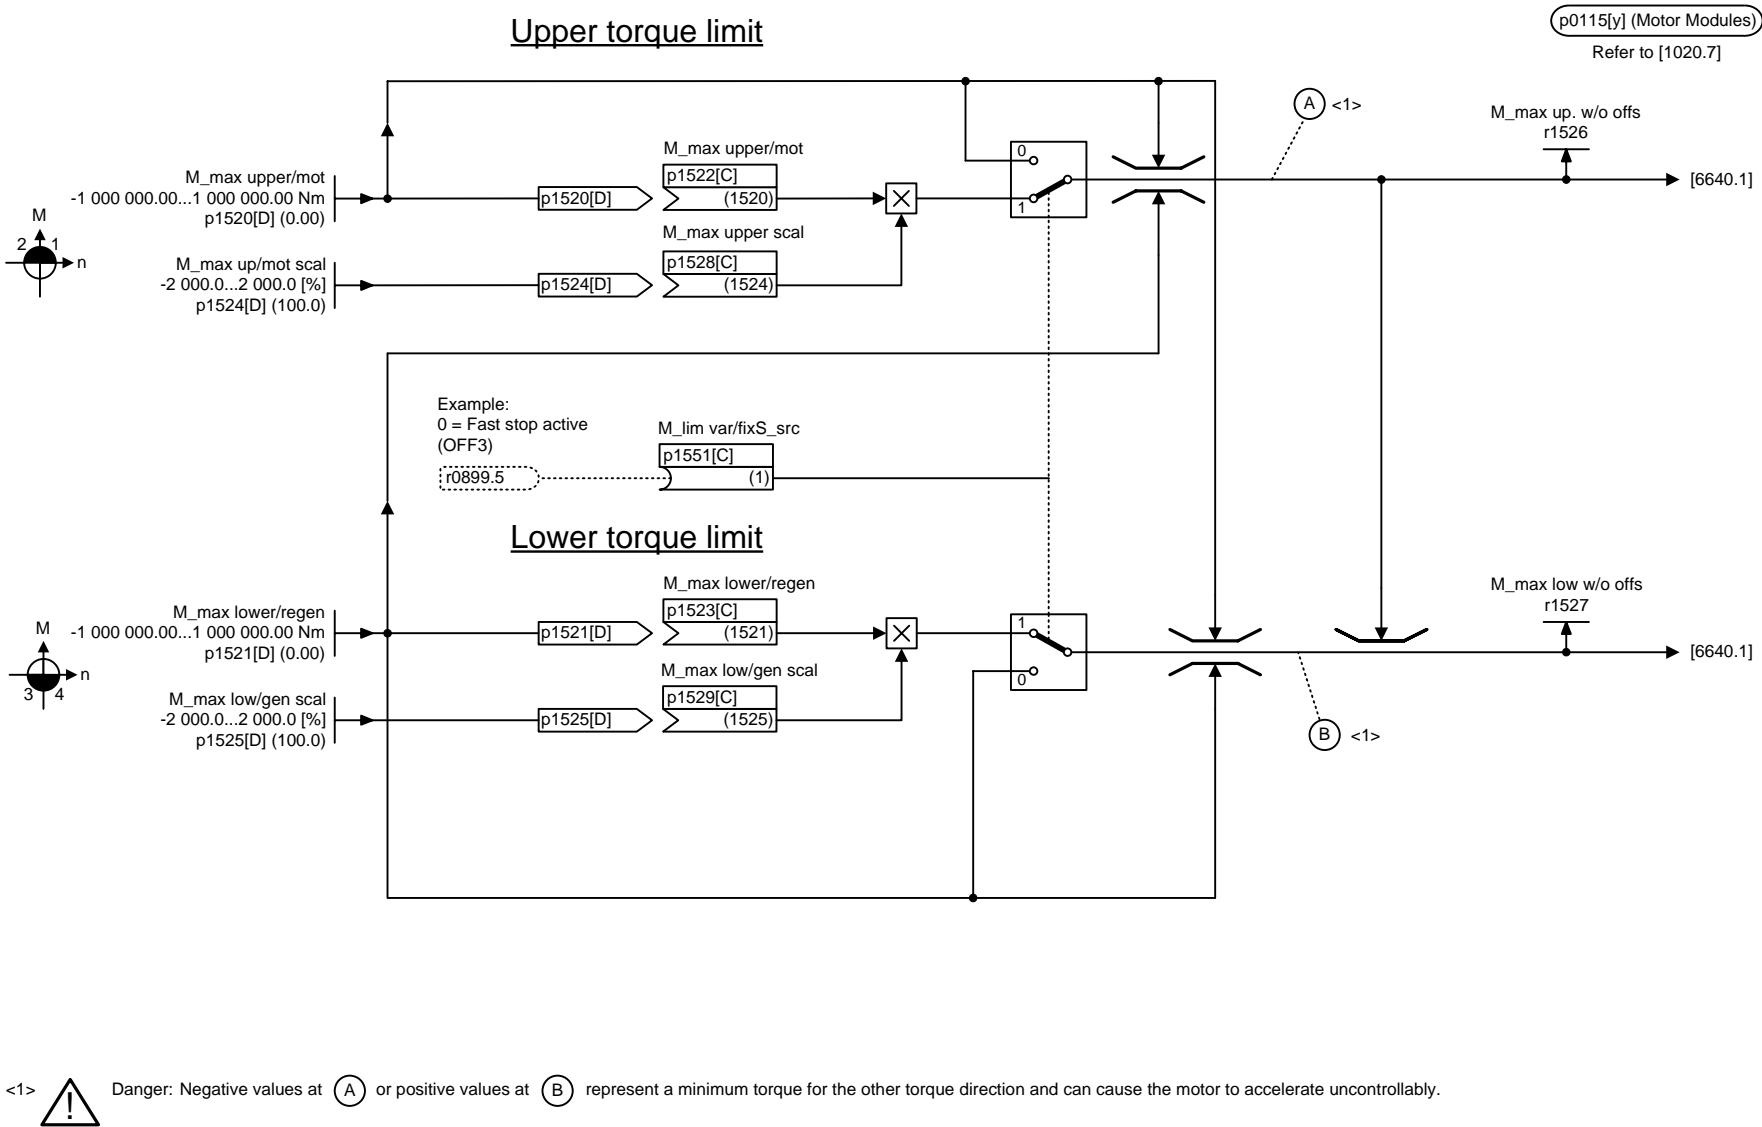 Upper torque limit
p0115[y] (Motor Modules)
Refer to [1020.7]
A <1>
M_max up. w/o offs
r1526
[6640.1]
M_max upper/mot
-1 000 000.00...1 000 000.00 Nm
p1520[D] (0.00)
p1520[D]
M_max upper/mot
p1522[C]
(1520)
0
1
M
2 1
n
M_max up/mot scal
-2 000.0...2 000.0 [%]
p1524[D] (100.0)
p1524[D]
M_max upper scal
p1528[C]
(1524)
Example:
0 = Fast stop active
(OFF3)
r0899.5
M_lim var/fixS_src
p1551[C]
(1)
Lower torque limit
M_max lower/regen
-1 000 000.00...1 000 000.00 Nm
p1521[D] (0.00)
p1521[D]
M_max lower/regen
p1523[C]
(1521)
1
0
M_max low w/o offs
r1527
[6640.1]
M
n
3 4
M_max low/gen scal
-2 000.0...2 000.0 [%]
p1525[D] (100.0)
p1525[D]
M_max low/gen scal
p1529[C]
(1525)
B <1>
<1> ! Danger: Negative values at A or positive values at B represent a minimum torque for the other torque direction and can cause the motor to accelerate uncontrollably.